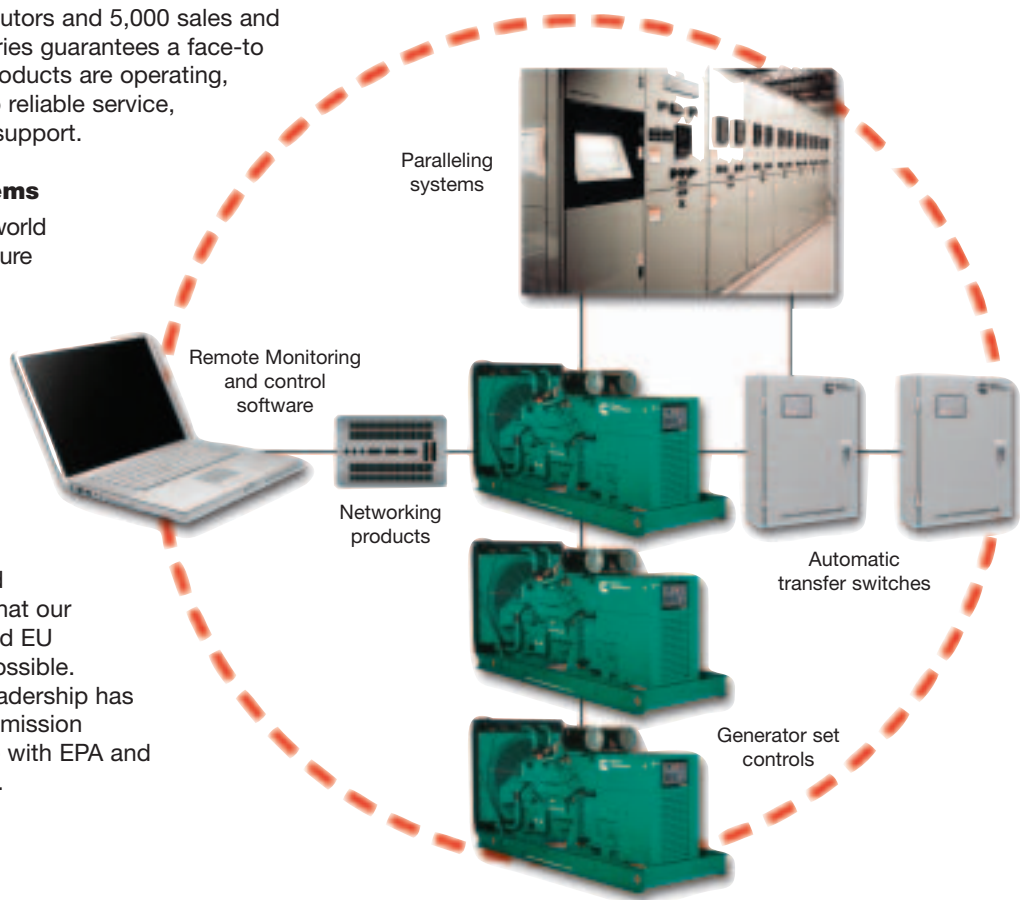 utors and 5,000 sales and
ries guarantees a face-to
oducts are operating,
reliable service,
support.
ems
world
ure
hat our
d EU
ossible.
adership has
mission
with EPA and
Paralleling
systems
Remote Monitoring
and control
software
Networking
products
Automatic
transfer switches
Generator set
controls